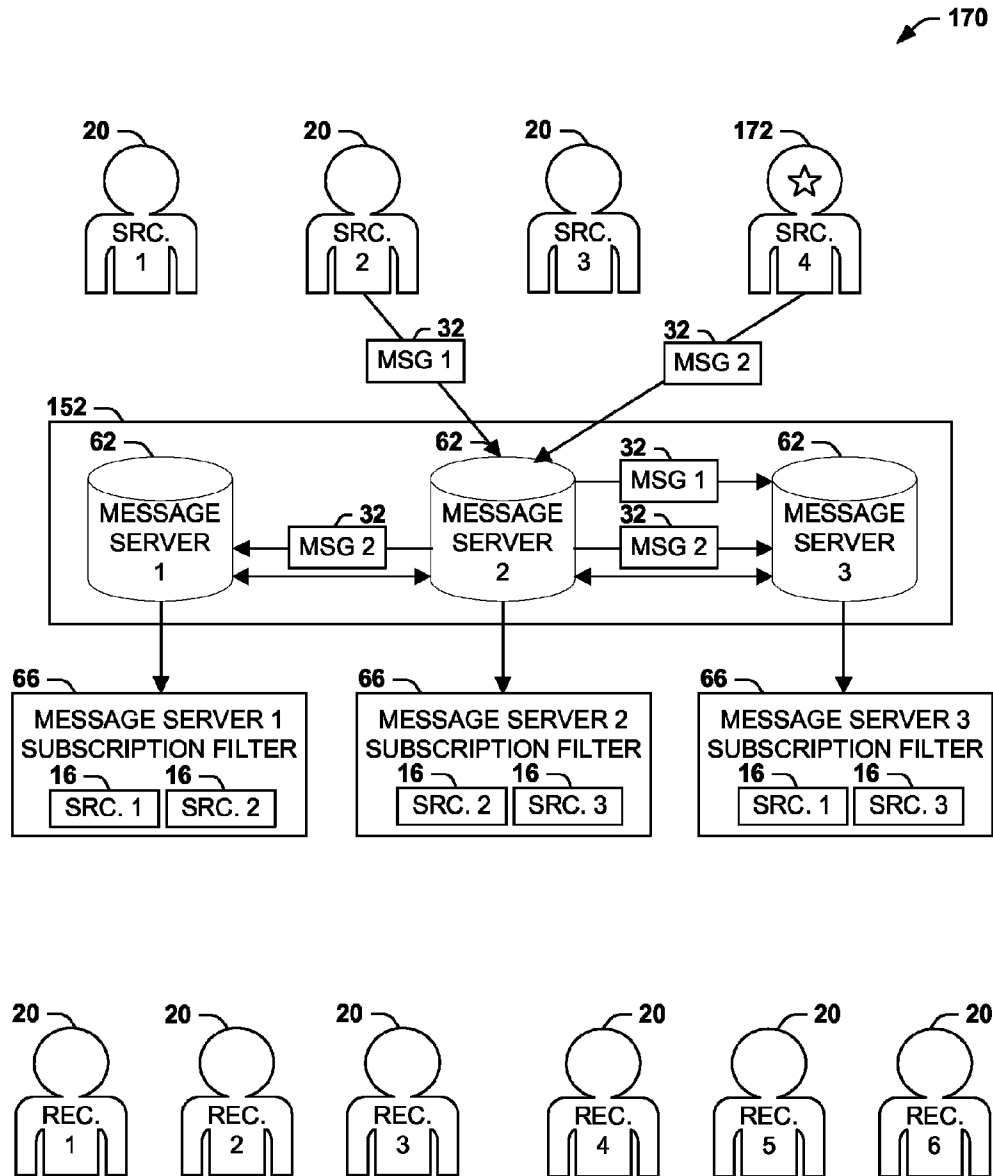 170
20 20 20 172
SRC. 1
SRC. 2
SRC. 3
SRC. 4
32
MSG 1
32
MSG 2
152
62 62 62
MESSAGE SERVER 1
32
MSG 2
MESSAGE SERVER 2
32
MSG 1
32
MSG 2
MESSAGE SERVER 3
66
MESSAGE SERVER 1
SUBSCRIPTION FILTER
16 16
SRC. 1 SRC. 2
66
MESSAGE SERVER 2
SUBSCRIPTION FILTER
16 16
SRC. 2 SRC. 3
66
MESSAGE SERVER 3
SUBSCRIPTION FILTER
16 16
SRC. 1 SRC. 3
20 20 20 20 20 20
REC. 1
REC. 2
REC. 3
REC. 4
REC. 5
REC. 6